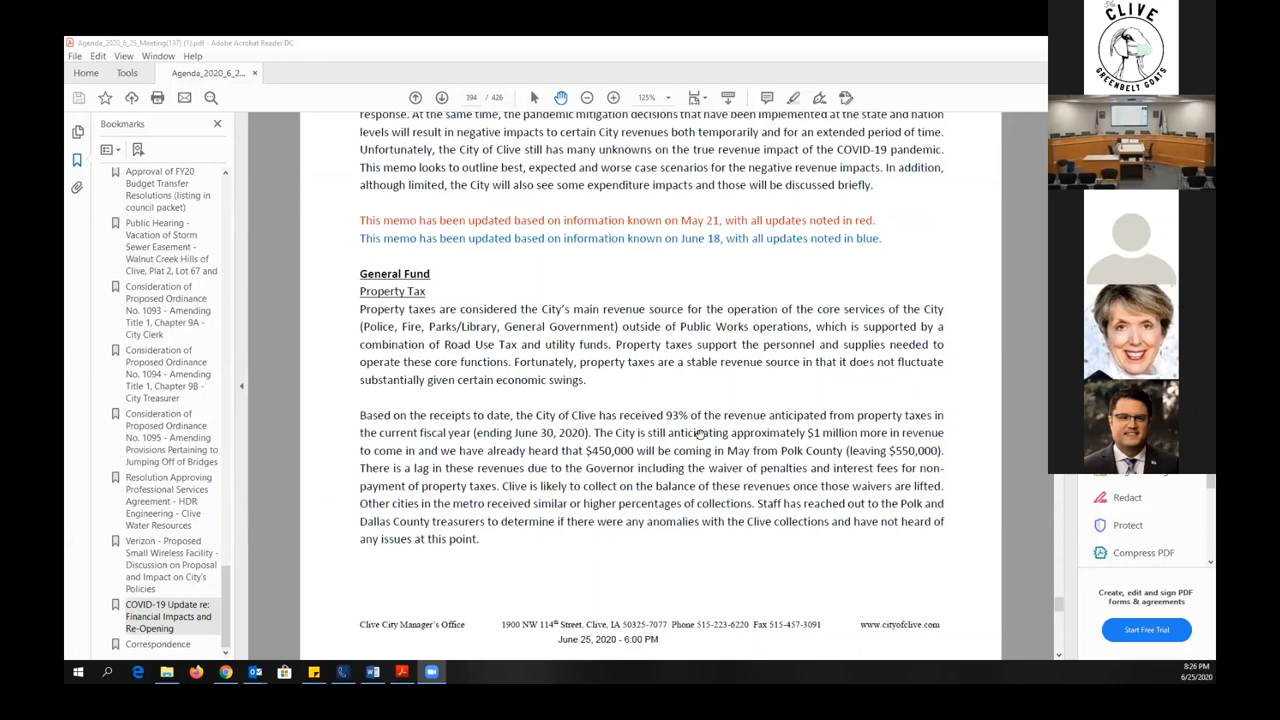 Agenda_2020_6_25_Meeting(137) (1).pdf - Adobe Acrobat Reader DC
File Edit View Window Help
Home Tools Agenda_2020_6_2... ×
394 / 426 125%
Bookmarks
Approval of FY20
Budget Transfer
Resolutions (listing in
council packet)
Public Hearing -
Vacation of Storm
Sewer Easement -
Walnut Creek Hills of
Clive, Plat 2, Lot 67 and
Consideration of
Proposed Ordinance
No. 1093 - Amending
Title 1, Chapter 9A -
City Clerk
Consideration of
Proposed Ordinance
No. 1094 - Amending
Title 1, Chapter 9B -
City Treasurer
Consideration of
Proposed Ordinance
No. 1095 - Amending
Provisions Pertaining to
Jumping Off of Bridges
Resolution Approving
Professional Services
Agreement - HDR
Engineering - Clive
Water Resources
Verizon - Proposed
Small Wireless Facility -
Discussion on Proposal
and Impact on City's
Policies
COVID-19 Update re:
Financial Impacts and
Re-Opening
Correspondence
response. At the same time, the pandemic mitigation decisions that have been implemented at the state and nation
levels will result in negative impacts to certain City revenues both temporarily and for an extended period of time.
Unfortunately, the City of Clive still has many unknowns on the true revenue impact of the COVID-19 pandemic.
This memo looks to outline best, expected and worse case scenarios for the negative revenue impacts. In addition,
although limited, the City will also see some expenditure impacts and those will be discussed briefly.
This memo has been updated based on information known on May 21, with all updates noted in red.
This memo has been updated based on information known on June 18, with all updates noted in blue.
General Fund
Property Tax
Property taxes are considered the City's main revenue source for the operation of the core services of the City
(Police, Fire, Parks/Library, General Government) outside of Public Works operations, which is supported by a
combination of Road Use Tax and utility funds. Property taxes support the personnel and supplies needed to
operate these core functions. Fortunately, property taxes are a stable revenue source in that it does not fluctuate
substantially given certain economic swings.
Based on the receipts to date, the City of Clive has received 93% of the revenue anticipated from property taxes in
the current fiscal year (ending June 30, 2020). The City is still anticipating approximately $1 million more in revenue
to come in and we have already heard that $450,000 will be coming in May from Polk County (leaving $550,000).
There is a lag in these revenues due to the Governor including the waiver of penalties and interest fees for non-
payment of property taxes. Clive is likely to collect on the balance of these revenues once those waivers are lifted.
Other cities in the metro received similar or higher percentages of collections. Staff has reached out to the Polk and
Dallas County treasurers to determine if there were any anomalies with the Clive collections and have not heard of
any issues at this point.
Clive City Manager's Office 1900 NW 114th Street, Clive, IA 50325-7077 Phone 515-223-6220 Fax 515-457-3091 www.cityofclive.com
June 25, 2020 - 6:00 PM
The
CLIVE
GREENBELT GOATS
Redact
Protect
Compress PDF
Create, edit and sign PDF
forms & agreements
Start Free Trial
8:26 PM
6/25/2020